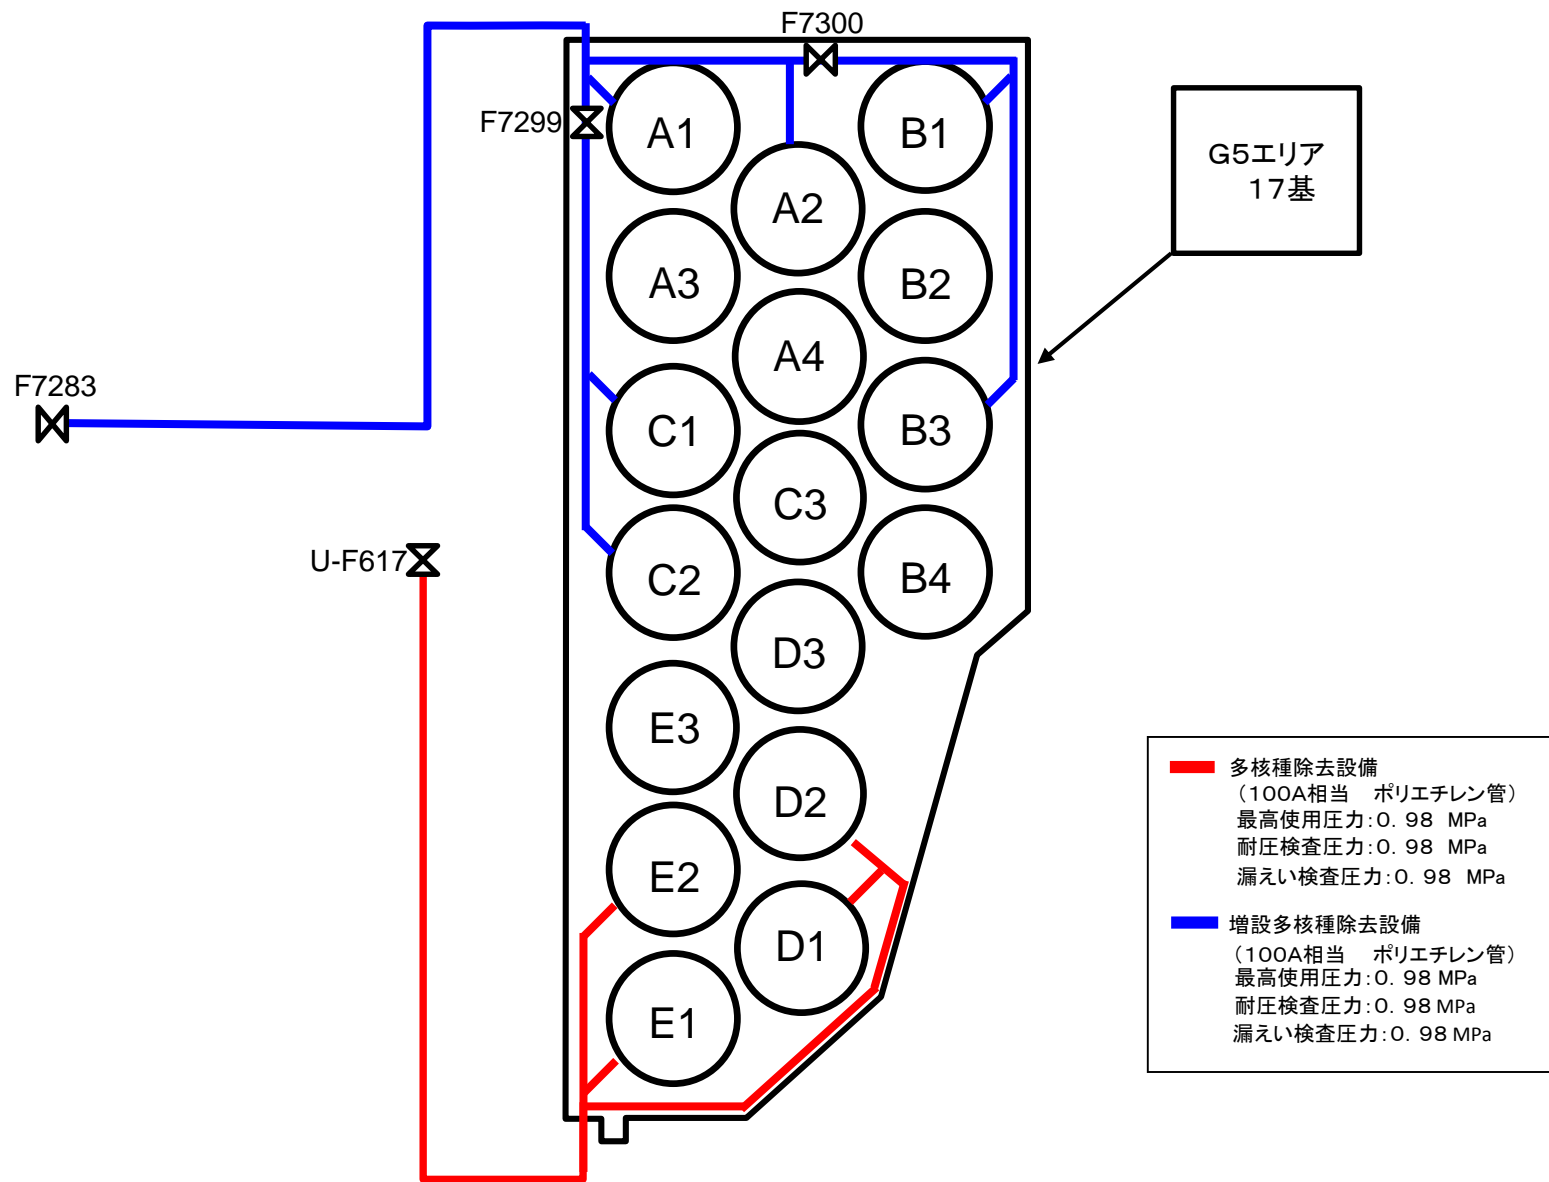 F7300
F7299
A1
B1
G5エリア
17基
A2
A3
B2
A4
F7283
C1
B3
C3
U-F617
C2
B4
D3
E3
D2
E2
D1
E1
多核種除去設備
(100A相当　ポリエチレン管)
最高使用圧力:0. 98 MPa
耐圧検査圧力:0. 98 MPa
漏えい検査圧力:0. 98 MPa
増設多核種除去設備
(100A相当　ポリエチレン管)
最高使用圧力:0. 98 MPa
耐圧検査圧力:0. 98 MPa
漏えい検査圧力:0. 98 MPa